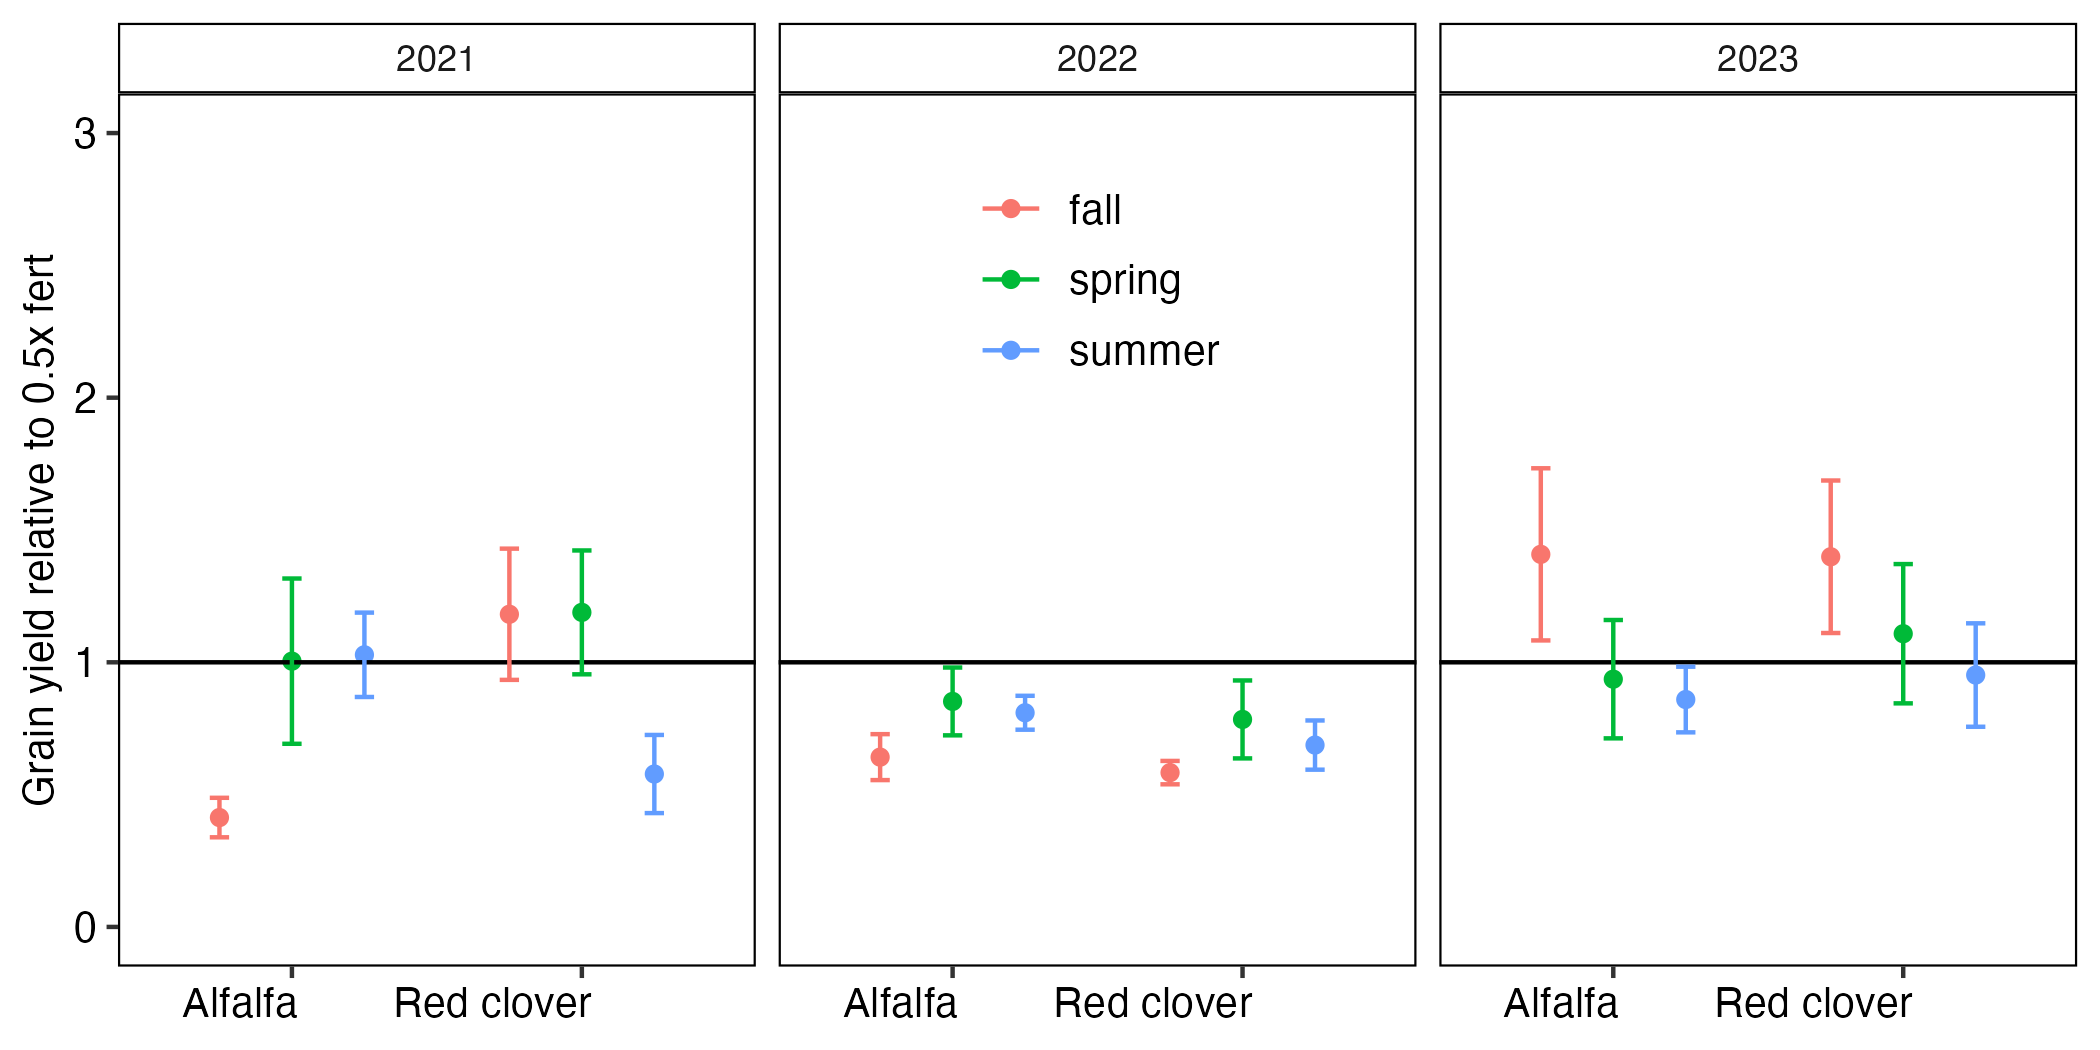 2021
2022
2023
Grain yield relative to 0.5x fert
3
2
1
0
fall
spring
summer
Alfalfa
Red clover
Alfalfa
Red clover
Alfalfa
Red clover